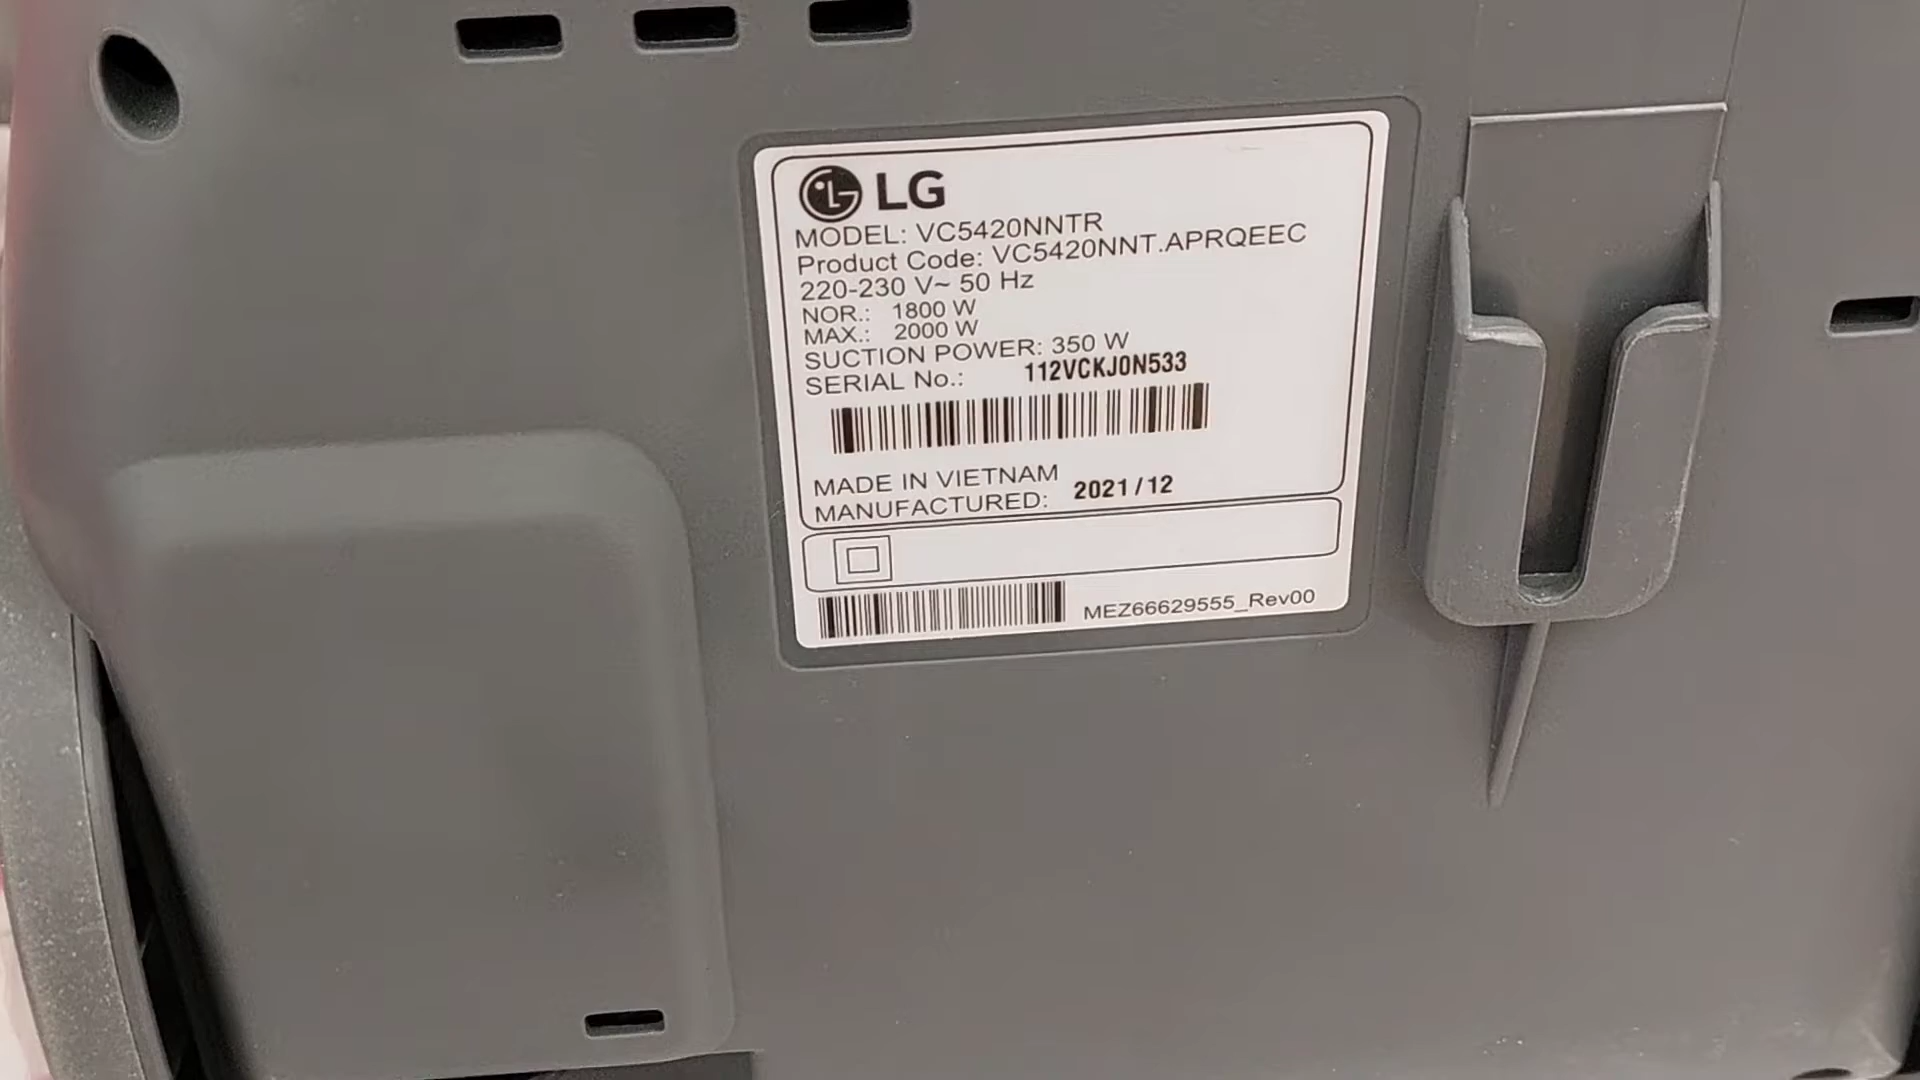 LG
MODEL: VC5420NNTR
Product Code: VC5420NNT.APRQEEC
220-230 V~ 50 Hz
NOR.: 1800 W
MAX.: 2000 W
SUCTION POWER: 350 W
SERIAL No.: 112VCKJ0N533
MADE IN VIETNAM
MANUFACTURED: 2021/12
MEZ66629555_Rev00